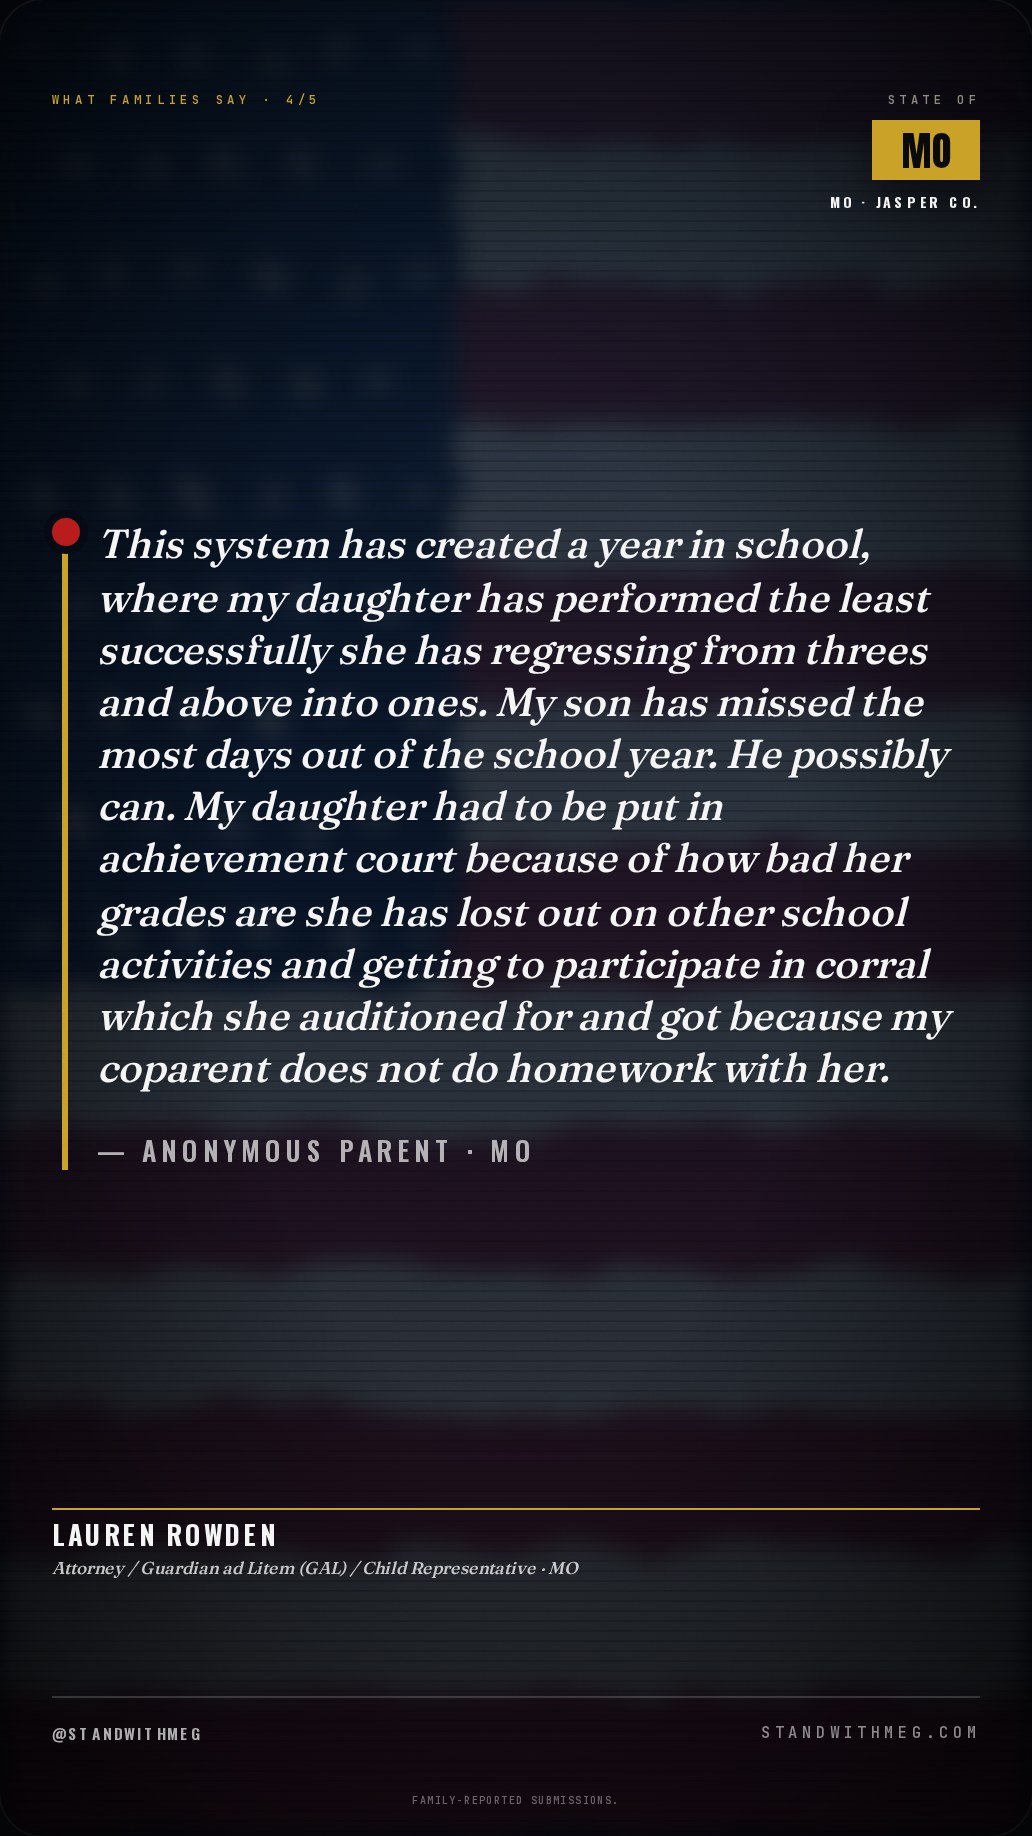 WHAT FAMILIES SAY · 4/5
STATE OF
MO
MO · JASPER CO.
This system has created a year in school,
where my daughter has performed the least
successfully she has regressing from threes
and above into ones. My son has missed the
most days out of the school year. He possibly
can. My daughter had to be put in
achievement court because of how bad her
grades are she has lost out on other school
activities and getting to participate in corral
which she auditioned for and got because my
coparent does not do homework with her.
— ANONYMOUS PARENT · MO
LAUREN ROWDEN
Attorney / Guardian ad Litem (GAL) / Child Representative · MO
@STANDWITHMEG
STANDWITHMEG.COM
FAMILY-REPORTED SUBMISSIONS.